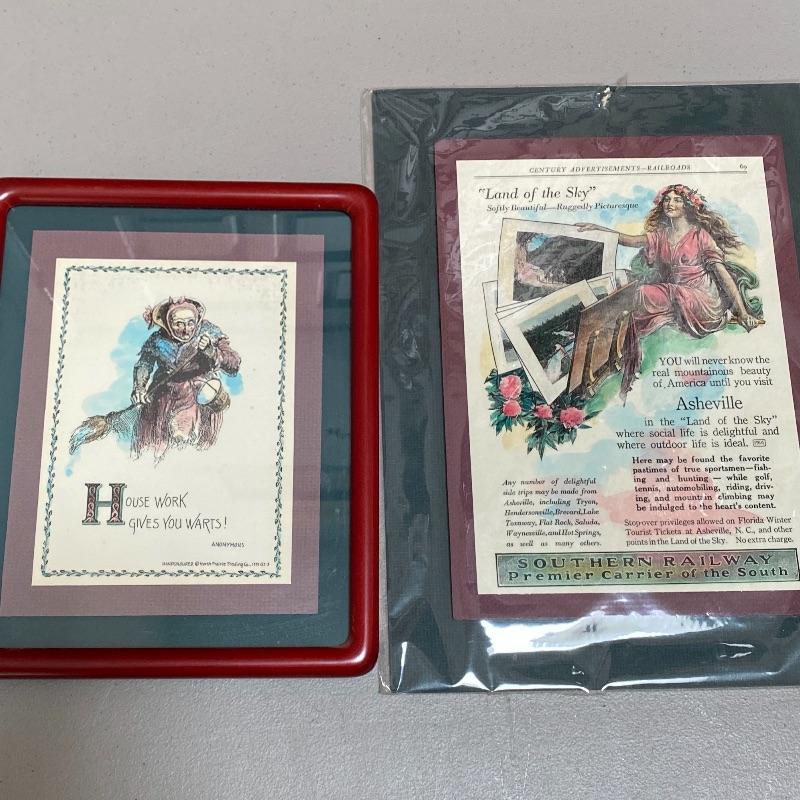 House work
gives you warts!
Anonymous
CENTURY ADVERTISEMENTS—RAILROADS 69
"Land of the Sky"
Softly Beautiful—Ruggedly Picturesque
YOU will never know the
real mountainous beauty
of America until you visit
Asheville
in the "Land of the Sky"
where social life is delightful and
where outdoor life is ideal.
Here may be found the favorite
pastimes of true sportsmen—fish-
ing and hunting — while golf,
tennis, automobiling, riding, driv-
ing, and mountain climbing may
be indulged to the heart's content.
Any number of delightful
side trips may be made from
Asheville, including Tryon,
Hendersonville, Brevard, Lake
Toxaway, Flat Rock, Saluda,
Waynesville, and Hot Springs,
as well as many others.
Stop-over privileges allowed on Florida Winter
Tourist Tickets at Asheville, N. C., and other
points in the Land of the Sky. No extra charge.
SOUTHERN RAILWAY
Premier Carrier of the South